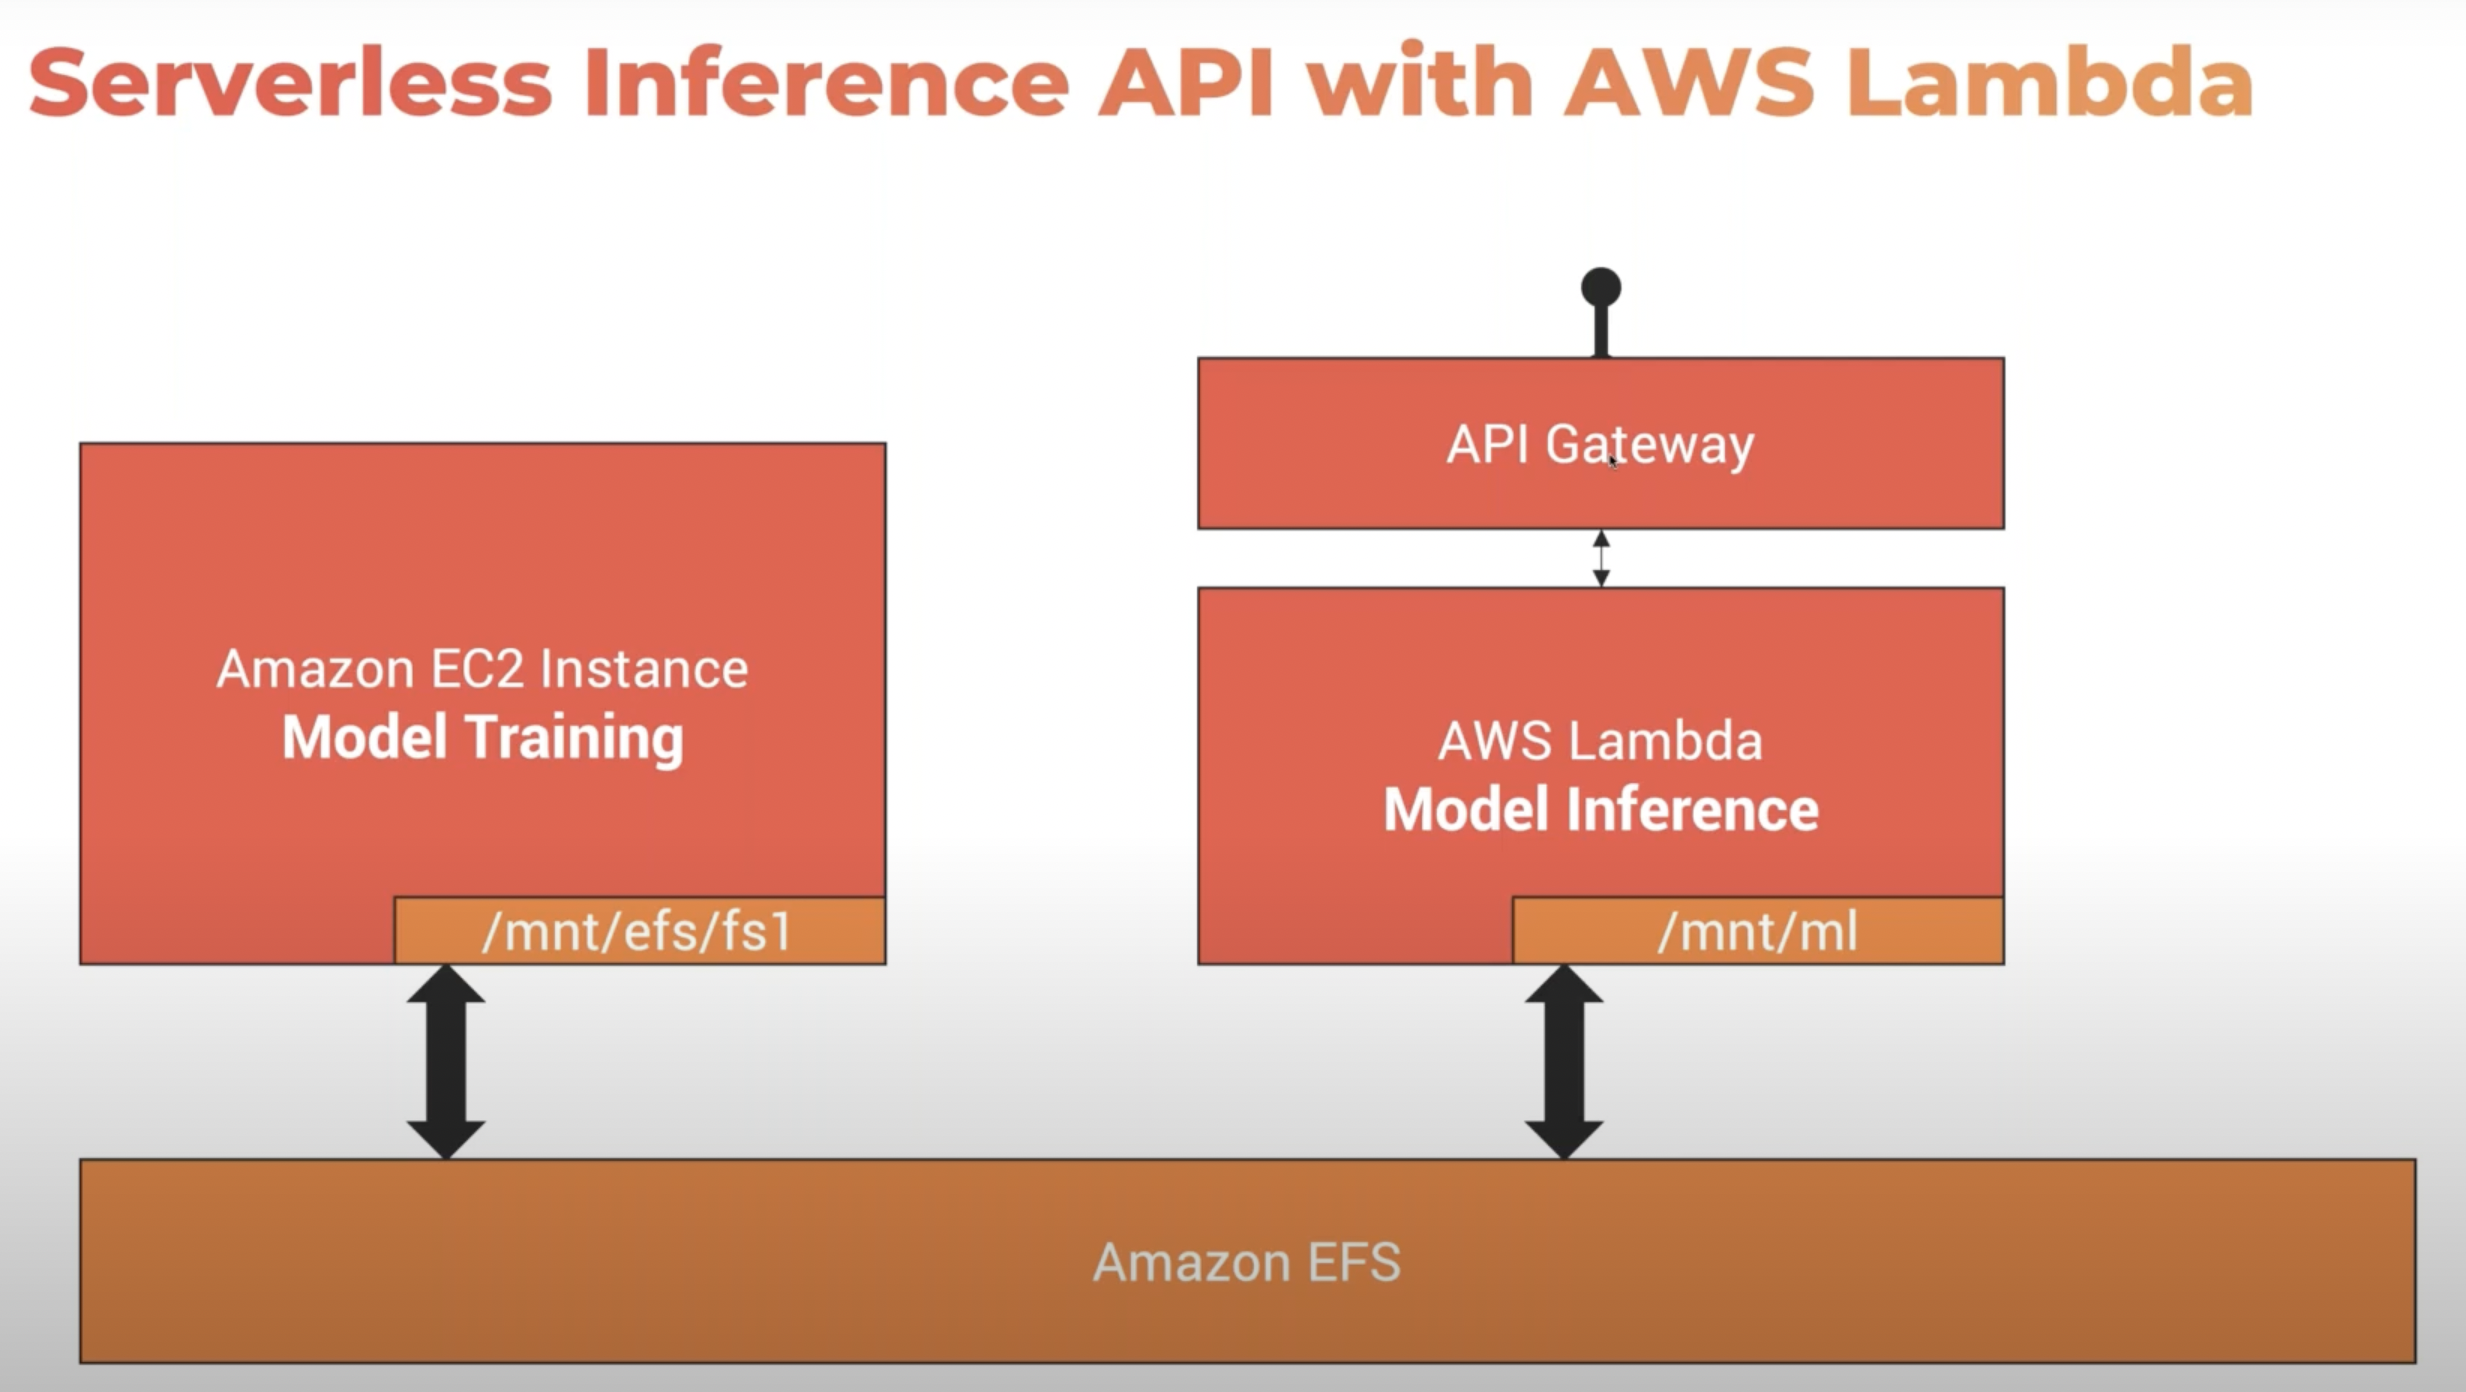 Serverless Inference API with AWS Lambda
API Gateway
Amazon EC2 Instance
Model Training
AWS Lambda
Model Inference
/mnt/efs/fs1
/mnt/ml
Amazon EFS